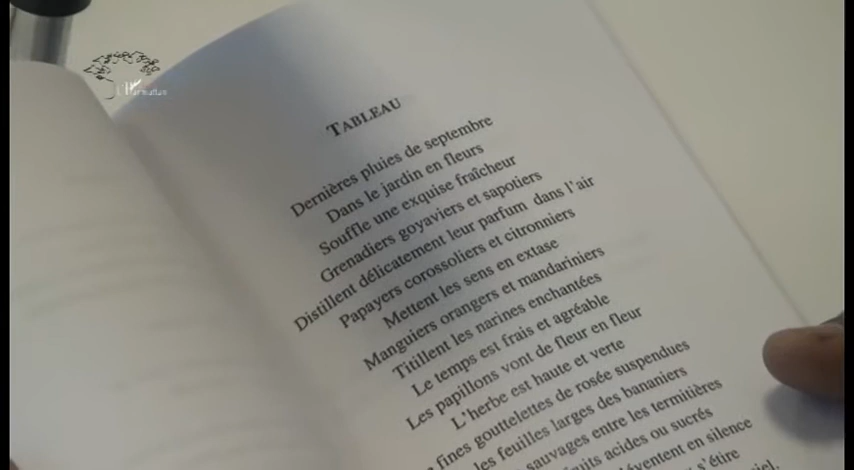 L'Harmattan
TABLEAU
Dernières pluies de septembre
Dans le jardin en fleurs
Souffle une exquise fraîcheur
Grenadiers goyaviers et sapotiers
Distillent délicatement leur parfum dans l'air
Papayers corossoliers et citronniers
Mettent les sens en extase
Manguiers orangers et mandariniers
Titillent les narines enchantées
Le temps est frais et agréable
Les papillons vont de fleur en fleur
L'herbe est haute et verte
fines gouttelettes de rosée suspendues
les feuilles larges des bananiers
sauvages entre les termitières
acides ou sucrés
en silence
s'étire